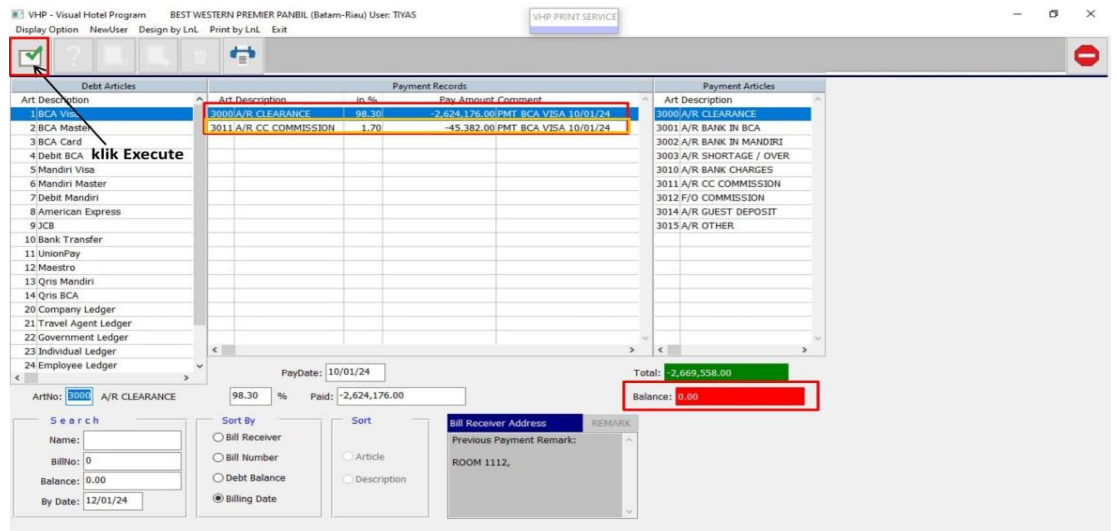 VHP - Visual Hotel Program BEST WESTERN PREMIER PANBIL (Batam-Riau) User: TIYAS
VHP PRINT SERVICE
Display Option NewUser Design by LnL Print by LnL Exit
Debt Articles Payment Records Payment Articles
Art Description Art Description in % Pay Amount Comment Art Description
1 BCA Visa 3000 A/R CLEARANCE 98.30 -2,624,176.00 PMT BCA VISA 10/01/24 3000 A/R CLEARANCE
2 BCA Master 3011 A/R CC COMMISSION 1.70 -45.382.00 PMT BCA VISA 10/01/24 3001 A/R BANK IN BCA
3 BCA Card 3002 A/R BANK IN MANDIRI
4 Debit BCA klik Execute 3003 A/R SHORTAGE / OVER
5 Mandiri Visa 3010 A/R BANK CHARGES
6 Mandiri Master 3011 A/R CC COMMISSION
7 Debit Mandiri 3012 F/O COMMISSION
8 American Express 3014 A/R GUEST DEPOSIT
9 JCB 3015 A/R OTHER
10 Bank Transfer
11 UnionPay
12 Maestro
13 Qris Mandiri
14 Qris BCA
20 Company Ledger
21 Travel Agent Ledger
22 Government Ledger
23 Individual Ledger
24 Employee Ledger
PayDate: 10/01/24 Total: -2,669,558.00
ArtNo: 3000 A/R CLEARANCE 98.30 % Paid: -2,624,176.00 Balance: 0.00
Search Sort By Sort Bill Receiver Address REMARK
Name: Bill Receiver Previous Payment Remark:
BillNo: 0 Bill Number Article ROOM 1112,
Balance: 0.00 Debt Balance Description
By Date: 12/01/24 Billing Date